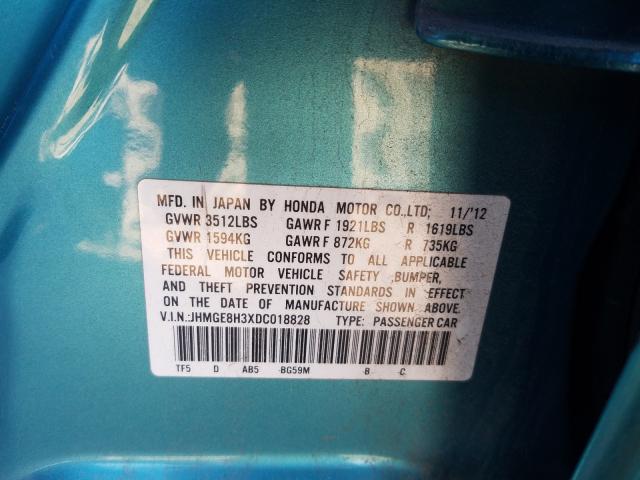 MFD. IN JAPAN BY HONDA MOTOR CO.,LTD; 11/'12
GVWR 3512LBS GAWR F 1921LBS R 1619LBS
GVWR 1594KG GAWR F 872KG R 735KG
THIS VEHICLE CONFORMS TO ALL APPLICABLE
FEDERAL MOTOR VEHICLE SAFETY ,BUMPER,
AND THEFT PREVENTION STANDARDS IN EFFECT
ON THE DATE OF MANUFACTURE SHOWN ABOVE.
V.I.N.:JHMGE8H3XDC018828 TYPE: PASSENGER CAR
TF5 D AB5 -BG59M B C